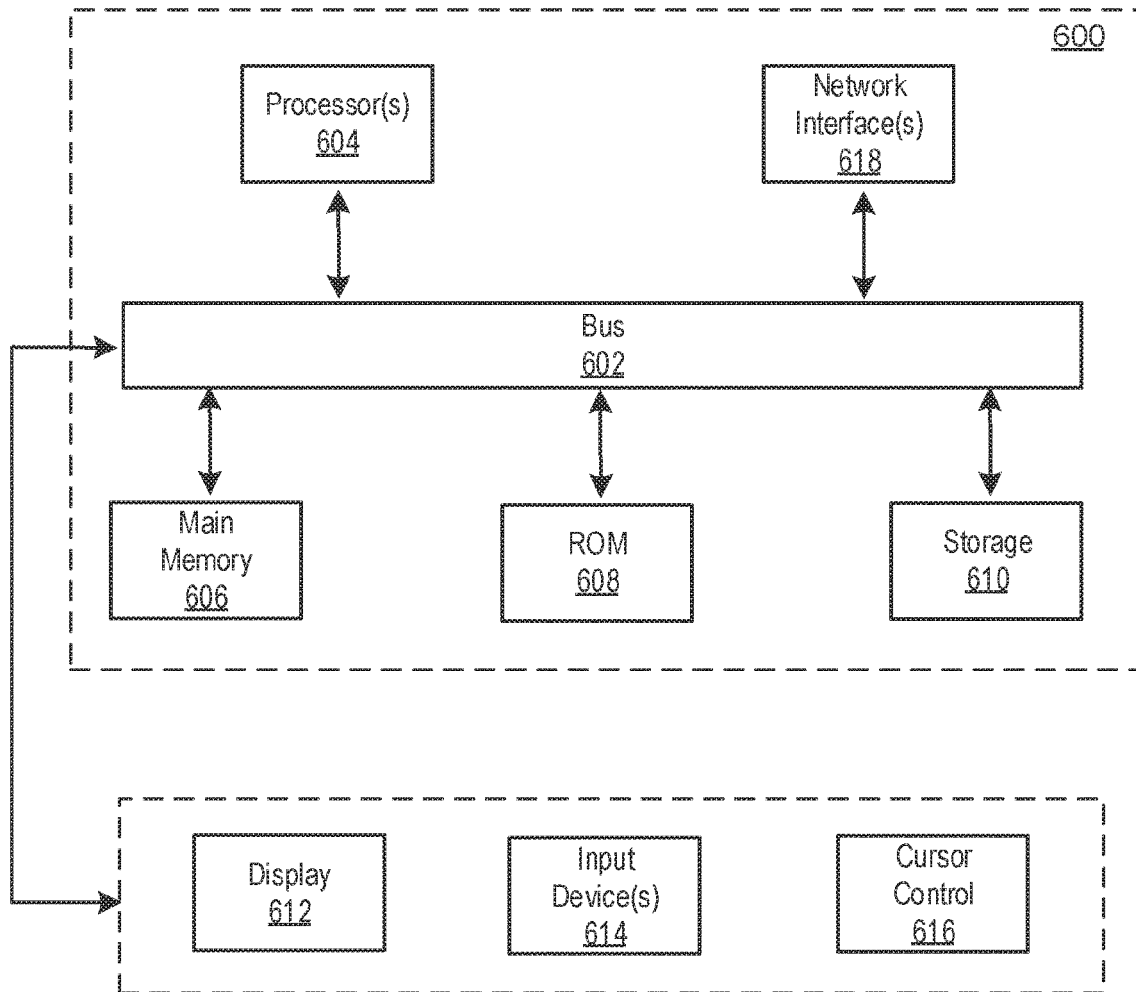 600
Processor(s)
604
Network
Interface(s)
618
Bus
602
Main
Memory
606
ROM
608
Storage
610
Display
612
Input
Device(s)
614
Cursor
Control
616